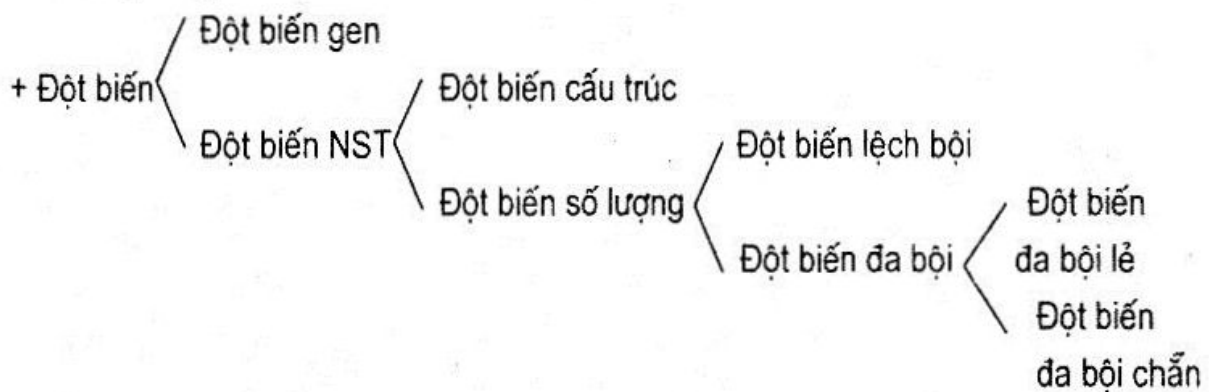 Đột biến gen
+ Đột biến
Đột biến cấu trúc
Đột biến NST
Đột biến lệch bội
Đột biến số lượng
Đột biến
Đột biến đa bội
đa bội lẻ
Đột biến
đa bội chẵn